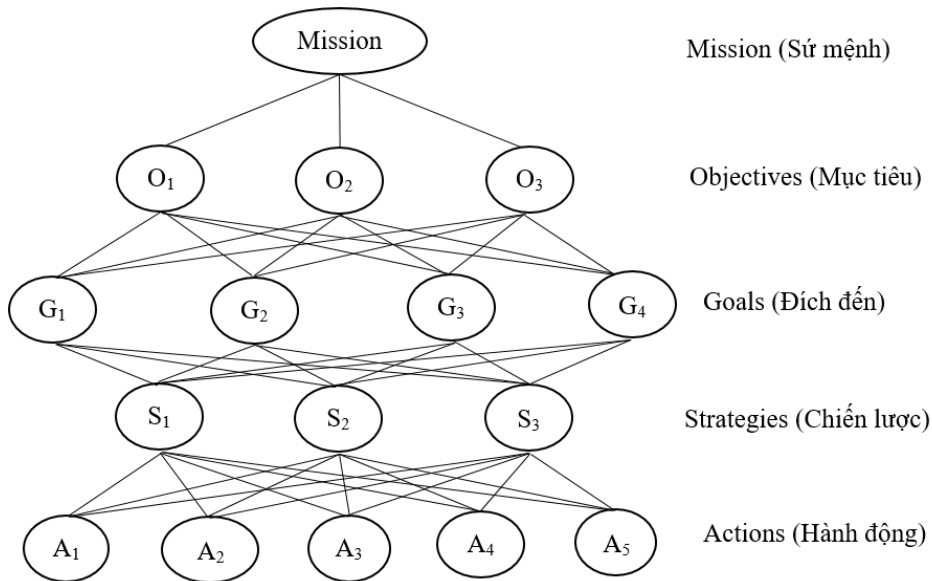 Mission
Mission (Sứ mệnh)
O₁ O₂ O₃
Objectives (Mục tiêu)
G₁ G₂ G₃ G₄
Goals (Đích đến)
S₁ S₂ S₃
Strategies (Chiến lược)
A₁ A₂ A₃ A₄ A₅
Actions (Hành động)